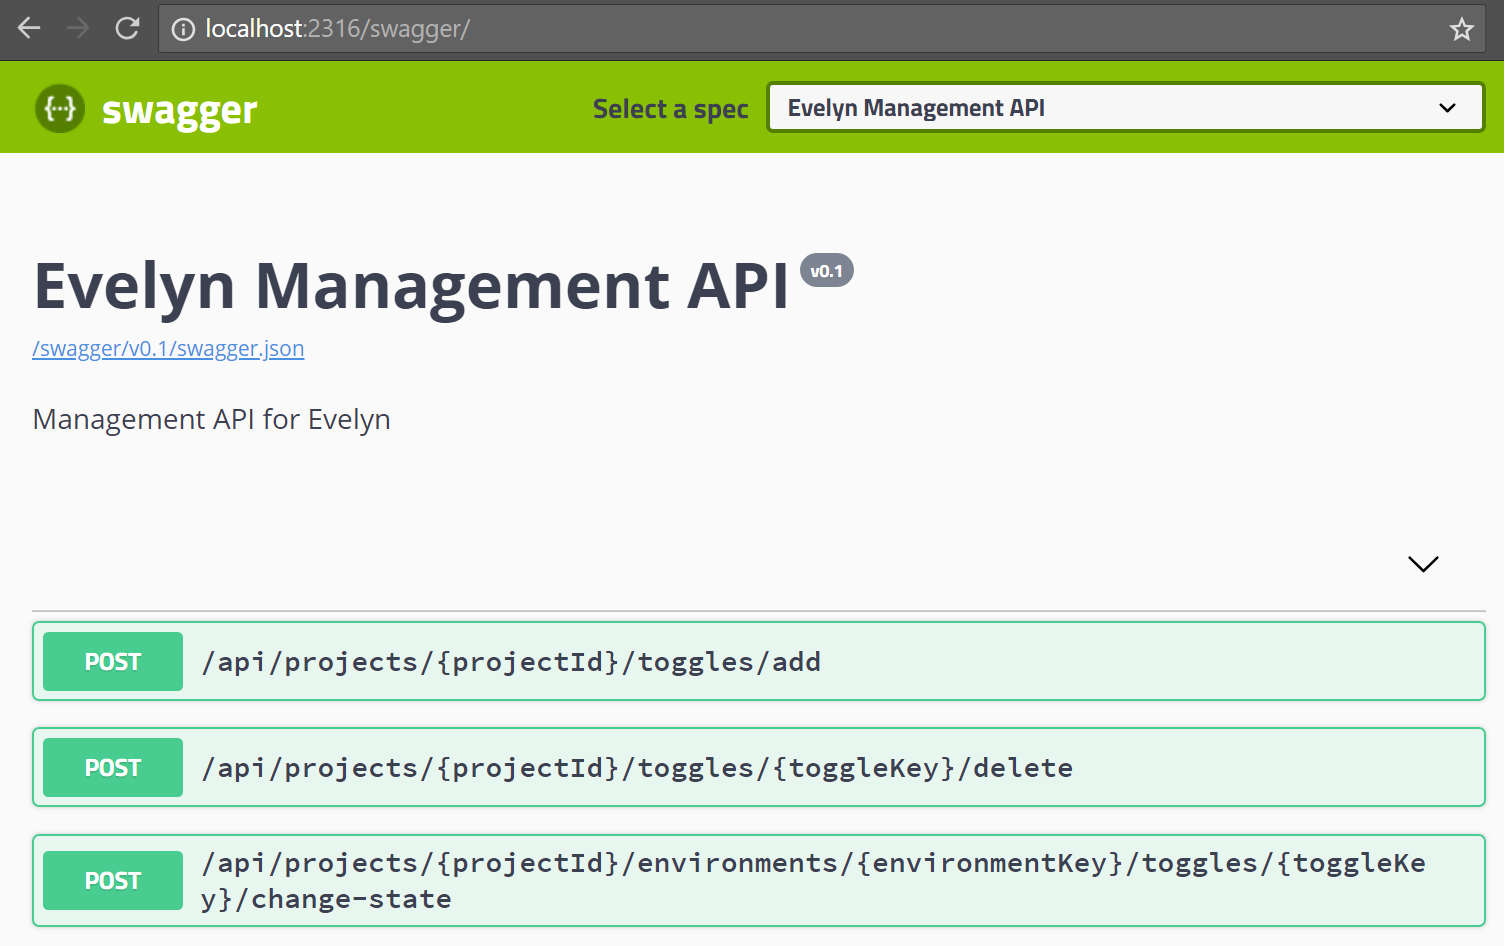 localhost:2316/swagger/
{···} swagger
Select a spec
Evelyn Management API
Evelyn Management API v0.1
/swagger/v0.1/swagger.json
Management API for Evelyn
POST /api/projects/{projectId}/toggles/add
POST /api/projects/{projectId}/toggles/{toggleKey}/delete
POST /api/projects/{projectId}/environments/{environmentKey}/toggles/{toggleKe
y}/change-state